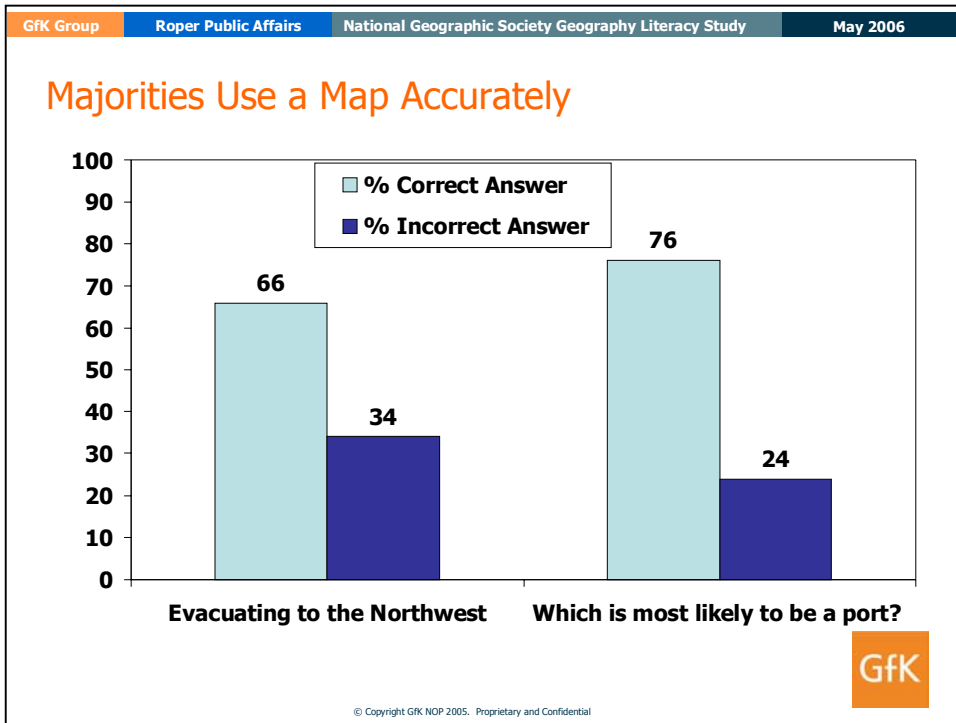 GfK Group Roper Public Affairs National Geographic Society Geography Literacy Study May 2006
Majorities Use a Map Accurately
100
90
80
70
60
50
40
30
20
10
0
% Correct Answer
% Incorrect Answer
66
34
76
24
Evacuating to the Northwest Which is most likely to be a port?
GfK
© Copyright GfK NOP 2005. Proprietary and Confidential